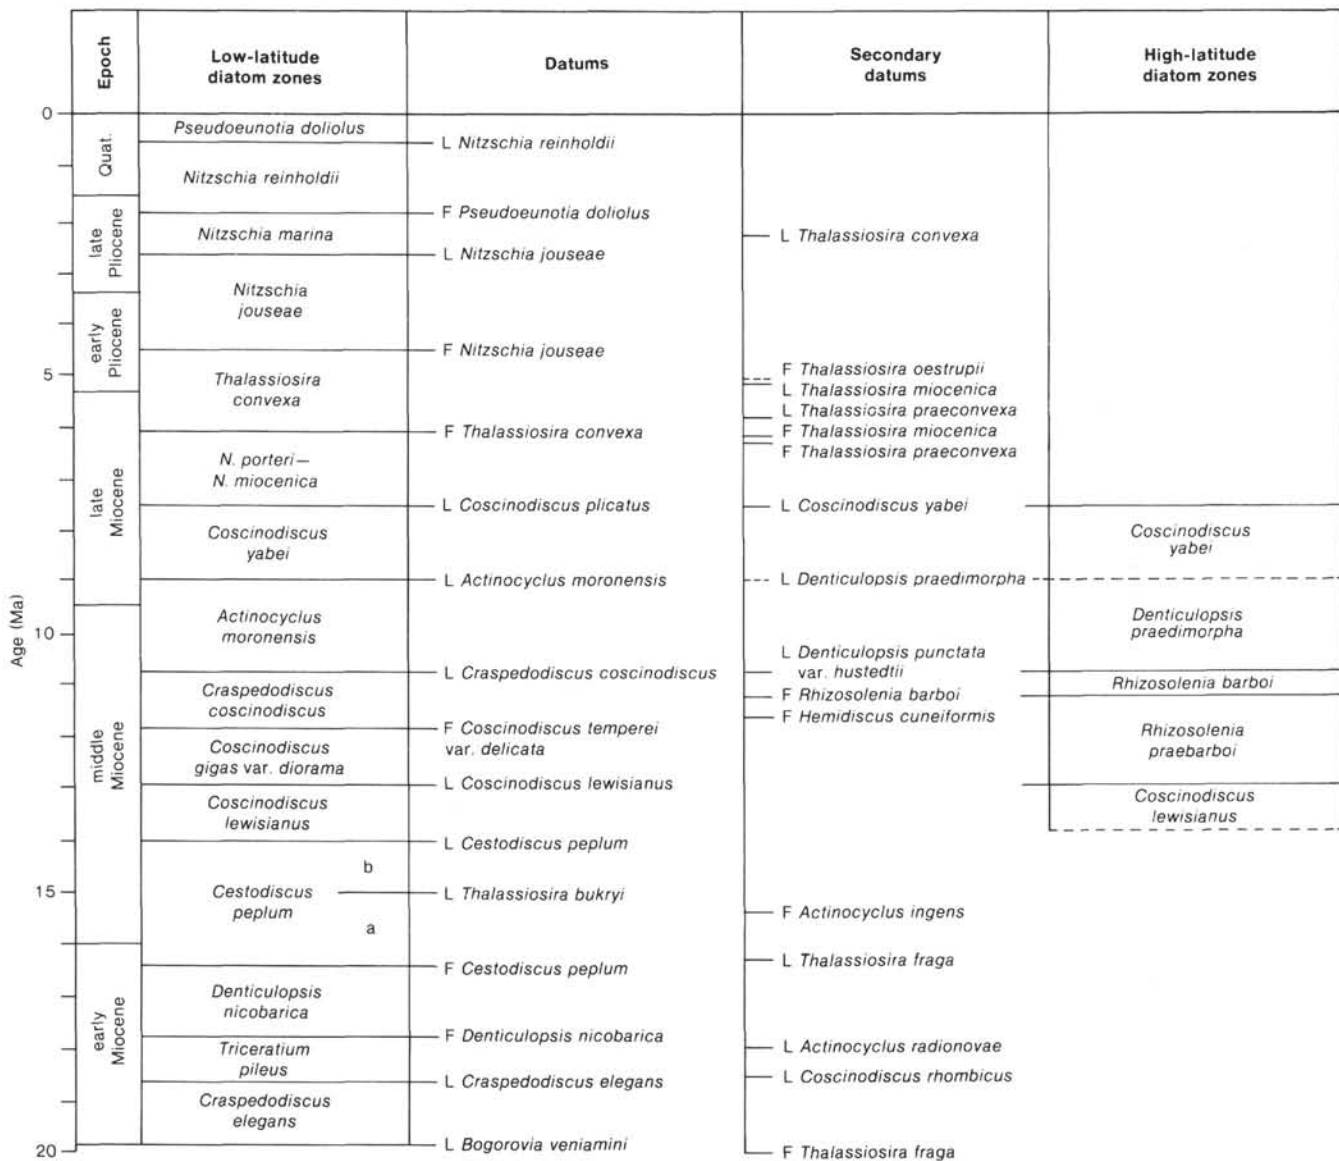 Epoch
Low-latitude
diatom zones
Datums
Secondary
datums
High-latitude
diatom zones
Age (Ma)
0
5
10
15
20
Quat.
late
Pliocene
early
Pliocene
late
Miocene
middle
Miocene
early
Miocene
Pseudoeunotia doliolus
Nitzschia reinholdii
Nitzschia marina
Nitzschia
jouseae
Thalassiosira
convexa
N. porteri—
N. miocenica
Coscinodiscus
yabei
Actinocyclus
moronensis
Craspedodiscus
coscinodiscus
Coscinodiscus
gigas var. diorama
Coscinodiscus
lewisianus
b
Cestodiscus
peplum
a
Denticulopsis
nicobarica
Triceratium
pileus
Craspedodiscus
elegans
L Nitzschia reinholdii
F Pseudoeunotia doliolus
L Nitzschia jouseae
F Nitzschia jouseae
F Thalassiosira convexa
L Coscinodiscus plicatus
L Actinocyclus moronensis
L Craspedodiscus coscinodiscus
F Coscinodiscus temperei
var. delicata
L Coscinodiscus lewisianus
L Cestodiscus peplum
L Thalassiosira bukryi
F Cestodiscus peplum
F Denticulopsis nicobarica
L Craspedodiscus elegans
L Bogorovia veniamini
L Thalassiosira convexa
F Thalassiosira oestrupii
L Thalassiosira miocenica
L Thalassiosira praeconvexa
F Thalassiosira miocenica
F Thalassiosira praeconvexa
L Coscinodiscus yabei
L Denticulopsis praedimorpha
L Denticulopsis punctata
var. hustedtii
F Rhizosolenia barboi
F Hemidiscus cuneiformis
F Actinocyclus ingens
L Thalassiosira fraga
L Actinocyclus radionovae
L Coscinodiscus rhombicus
F Thalassiosira fraga
Coscinodiscus
yabei
Denticulopsis
praedimorpha
Rhizosolenia barboi
Rhizosolenia
praebarboi
Coscinodiscus
lewisianus